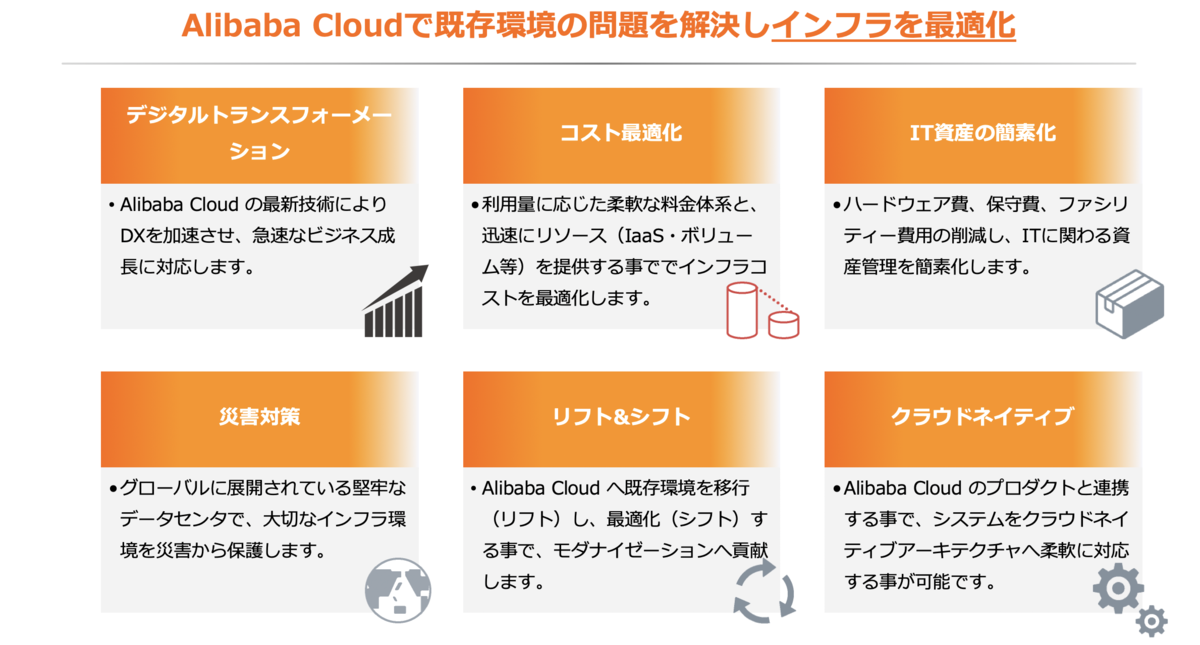 Alibaba Cloudで既存環境の問題を解決しインフラを最適化
デジタルトランスフォーメー
ション
• Alibaba Cloud の最新技術により
DXを加速させ、急速なビジネス成
長に対応します。
コスト最適化
•利用量に応じた柔軟な料金体系と、
迅速にリソース（IaaS・ボリュー
ム等）を提供する事ででインフラコ
ストを最適化します。
IT資産の簡素化
•ハードウェア費、保守費、ファシリ
ティー費用の削減し、ITに関わる資
産管理を簡素化します。
災害対策
•グローバルに展開されている堅牢な
データセンタで、大切なインフラ環
境を災害から保護します。
リフト&シフト
• Alibaba Cloud へ既存環境を移行
（リフト）し、最適化（シフト）す
る事で、モダナイゼーションへ貢献
します。
クラウドネイティブ
•Alibaba Cloud のプロダクトと連携
する事で、システムをクラウドネイ
ティブアーキテクチャへ柔軟に対応
する事が可能です。